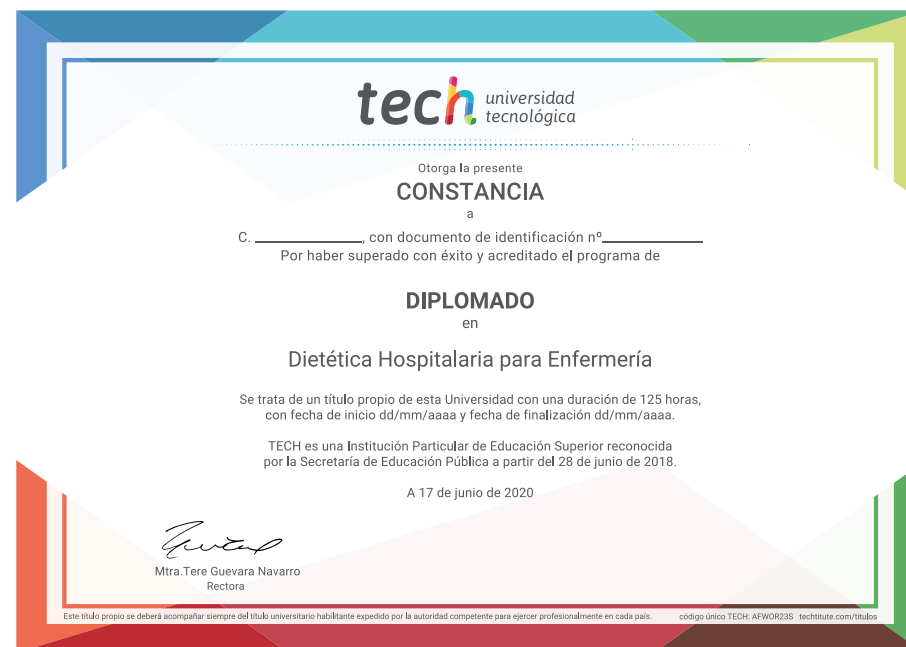 tech universidad
tecnológica
Otorga la presente
CONSTANCIA
a
C. ____________, con documento de identificación nº____________
Por haber superado con éxito y acreditado el programa de
DIPLOMADO
en
Dietética Hospitalaria para Enfermería
Se trata de un título propio de esta Universidad con una duración de 125 horas,
con fecha de inicio dd/mm/aaaa y fecha de finalización dd/mm/aaaa.
TECH es una Institución Particular de Educación Superior reconocida
por la Secretaría de Educación Pública a partir del 28 de junio de 2018.
A 17 de junio de 2020
Mtra.Tere Guevara Navarro
Rectora
Este título propio se deberá acompañar siempre del título universitario habilitante expedido por la autoridad competente para ejercer profesionalmente en cada país. código único TECH: AFWOR23S techtitute.com/titulos